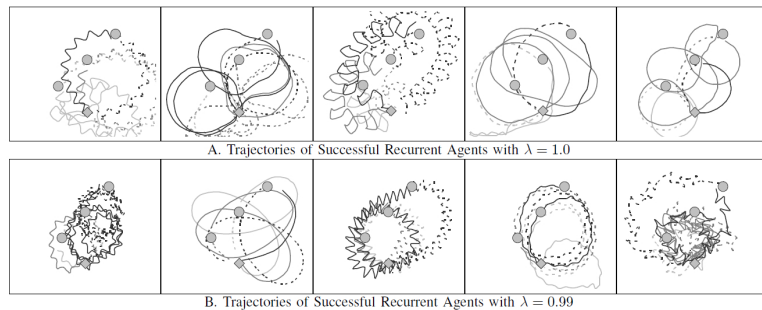 A. Trajectories of Successful Recurrent Agents with λ = 1.0
B. Trajectories of Successful Recurrent Agents with λ = 0.99